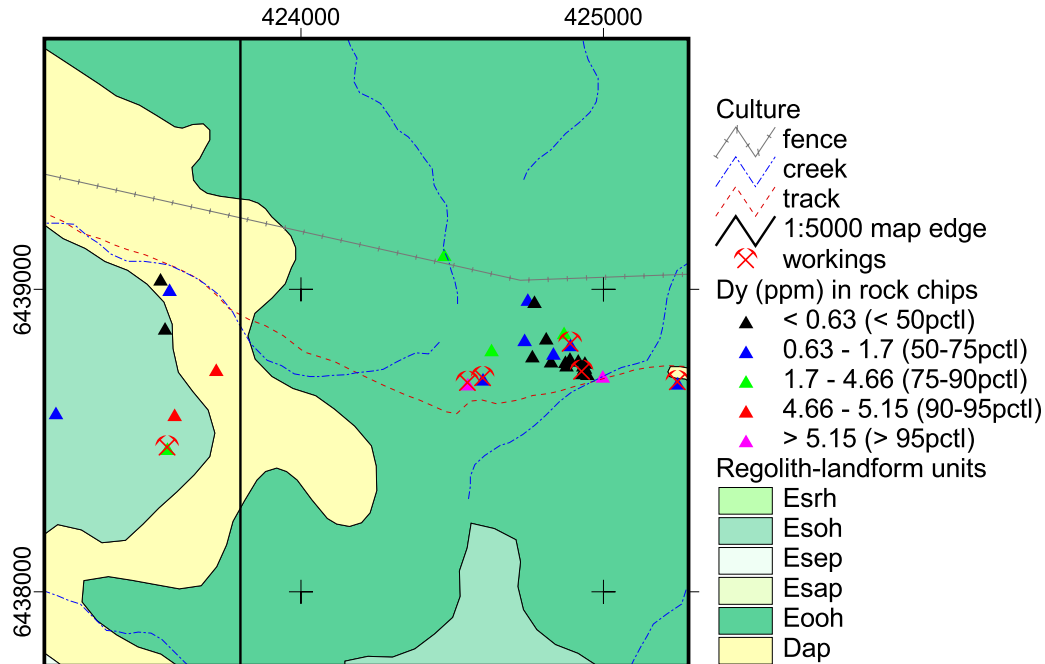 424000 425000
6439000
6438000
Culture
fence
creek
track
1:5000 map edge
workings
Dy (ppm) in rock chips
< 0.63 (< 50pctl)
0.63 - 1.7 (50-75pctl)
1.7 - 4.66 (75-90pctl)
4.66 - 5.15 (90-95pctl)
> 5.15 (> 95pctl)
Regolith-landform units
Esrh
Esoh
Esep
Esap
Eooh
Dap